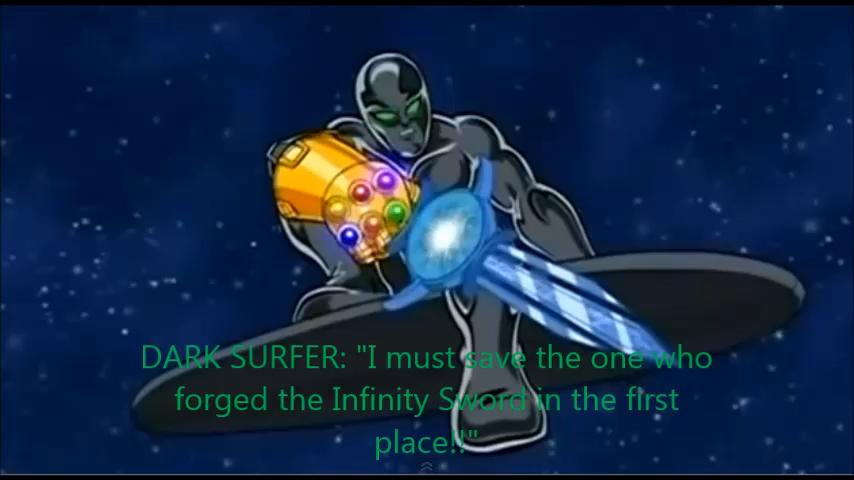 DARK SURFER: "I must save the one who
forged the Infinity Sword in the first
place!!"